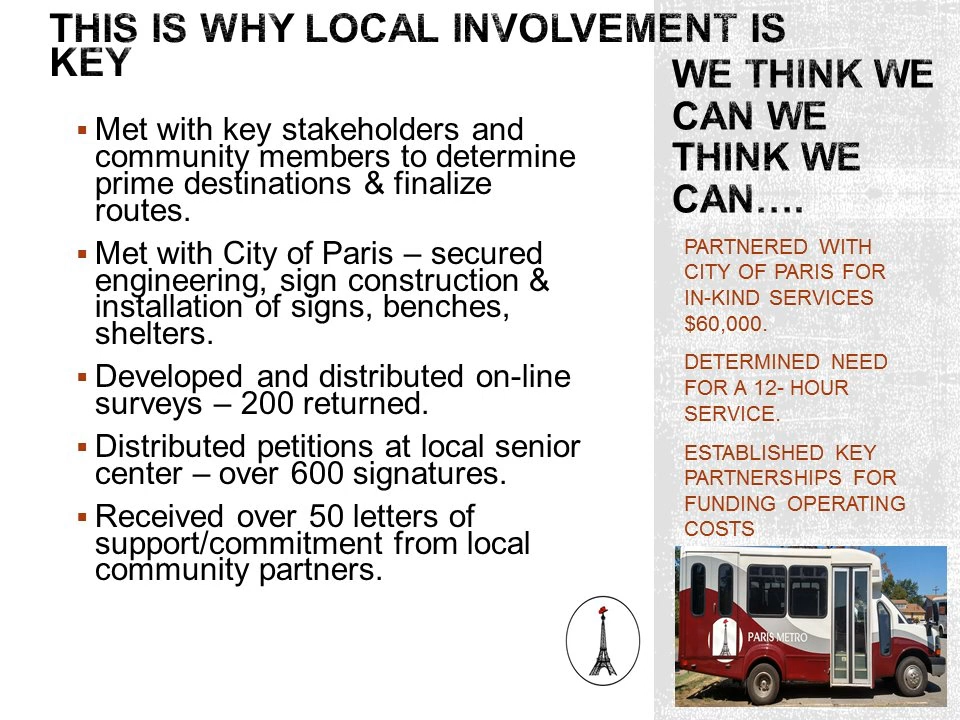 THIS IS WHY LOCAL INVOLVEMENT IS
KEY
▪ Met with key stakeholders and
community members to determine
prime destinations & finalize
routes.
▪ Met with City of Paris – secured
engineering, sign construction &
installation of signs, benches,
shelters.
▪ Developed and distributed on-line
surveys – 200 returned.
▪ Distributed petitions at local senior
center – over 600 signatures.
▪ Received over 50 letters of
support/commitment from local
community partners.
WE THINK WE
CAN WE
THINK WE
CAN….
PARTNERED WITH
CITY OF PARIS FOR
IN-KIND SERVICES
$60,000.
DETERMINED NEED
FOR A 12- HOUR
SERVICE.
ESTABLISHED KEY
PARTNERSHIPS FOR
FUNDING OPERATING
COSTS
PARIS METRO